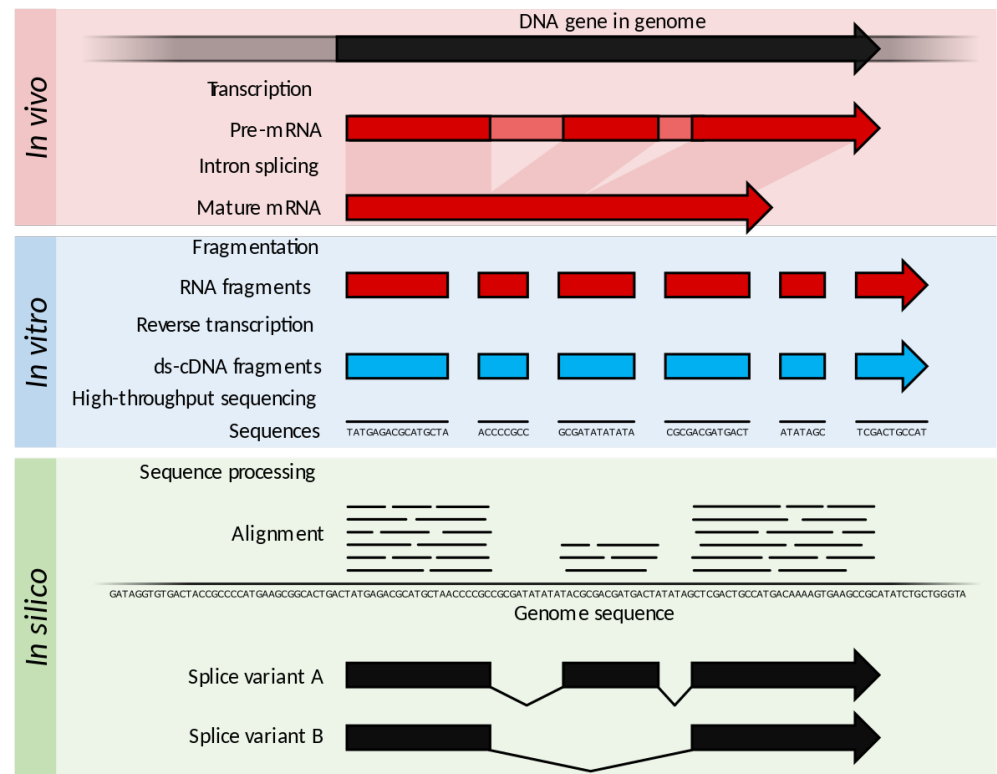 In vivo
DNA gene in genome
Transcription
Pre-mRNA
Intron splicing
Mature mRNA
In vitro
Fragmentation
RNA fragments
Reverse transcription
ds-cDNA fragments
High-throughput sequencing
Sequences TATGAGACGCATGCTA ACCCCGCC GCGATATATATA CGCGACGATGACT ATATAGC TCGACTGCCAT
In silico
Sequence processing
Alignment
GATAGGTGTGACTACCGCCCCATGAAGCGGCACTGACTATGAGACGCATGCTAACCCCGCCGCGATATATATACGCGACGATGACTATATAGCTCGACTGCCATGACAAAAGTGAAGCCGCATATCTGCTGGGTA
Genome sequence
Splice variant A
Splice variant B